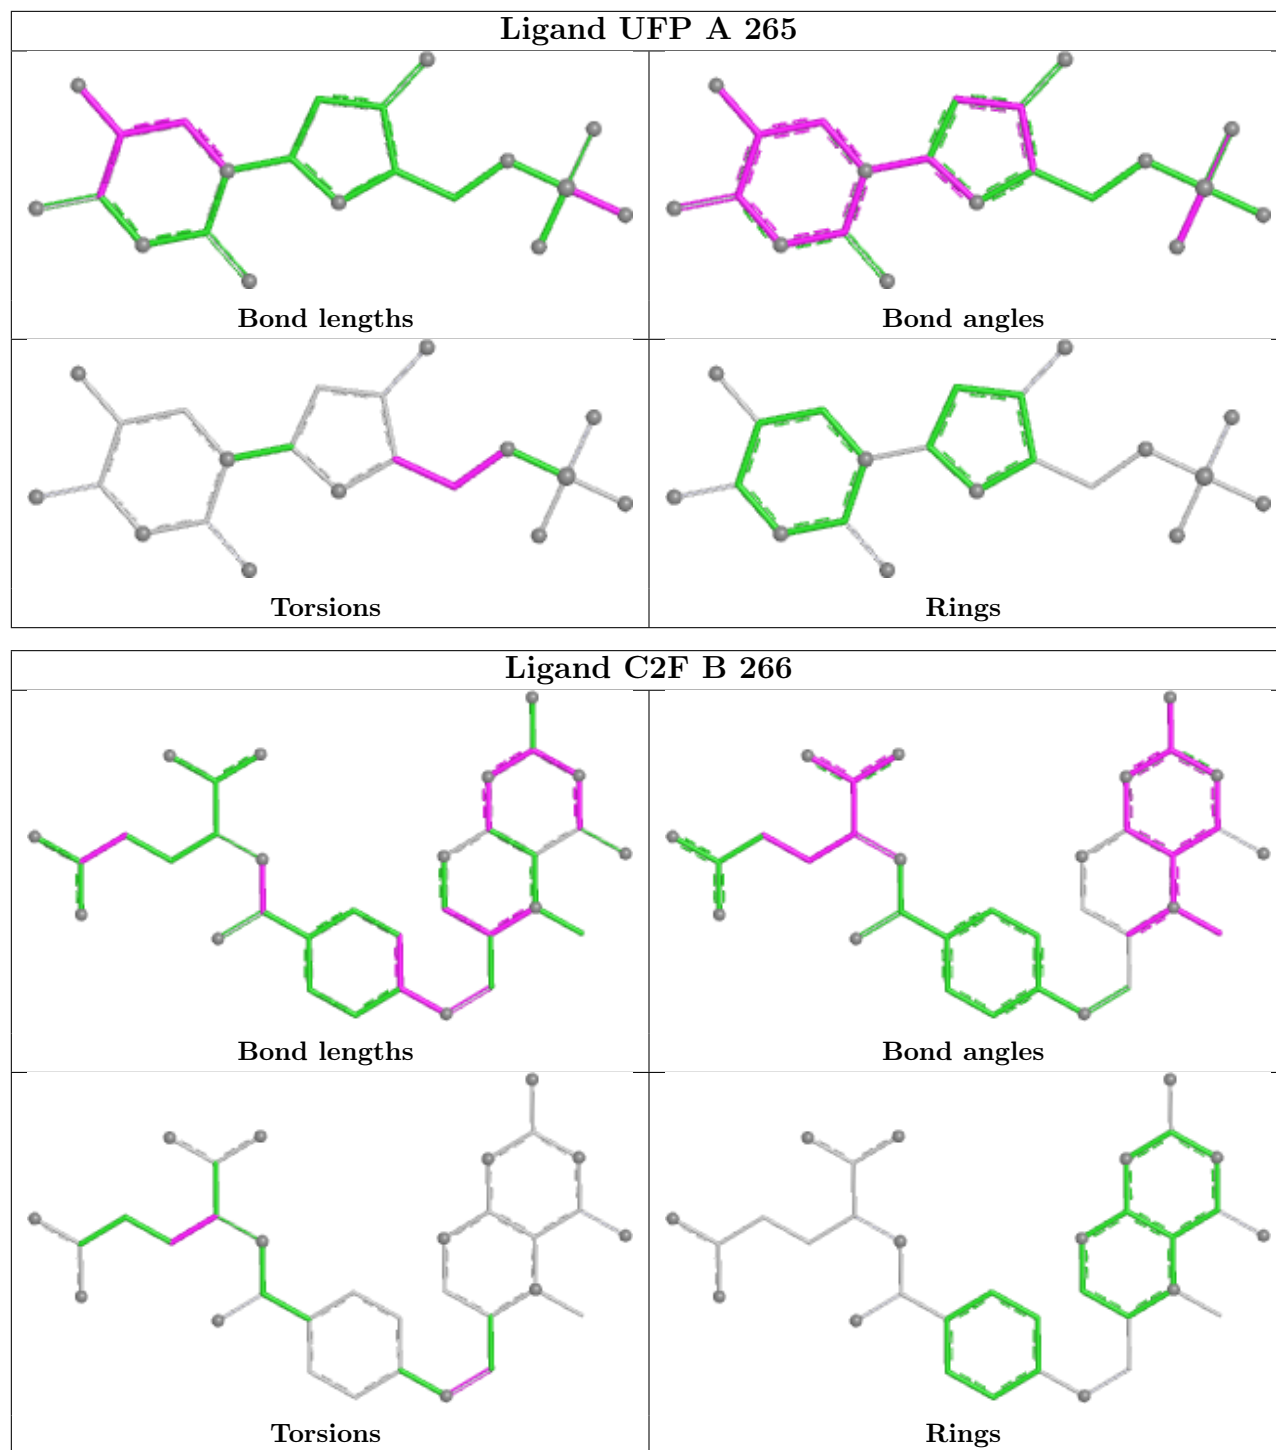 Ligand UFP A 265
Bond lengths
Bond angles
Torsions
Rings
Ligand C2F B 266
Bond lengths
Bond angles
Torsions
Rings